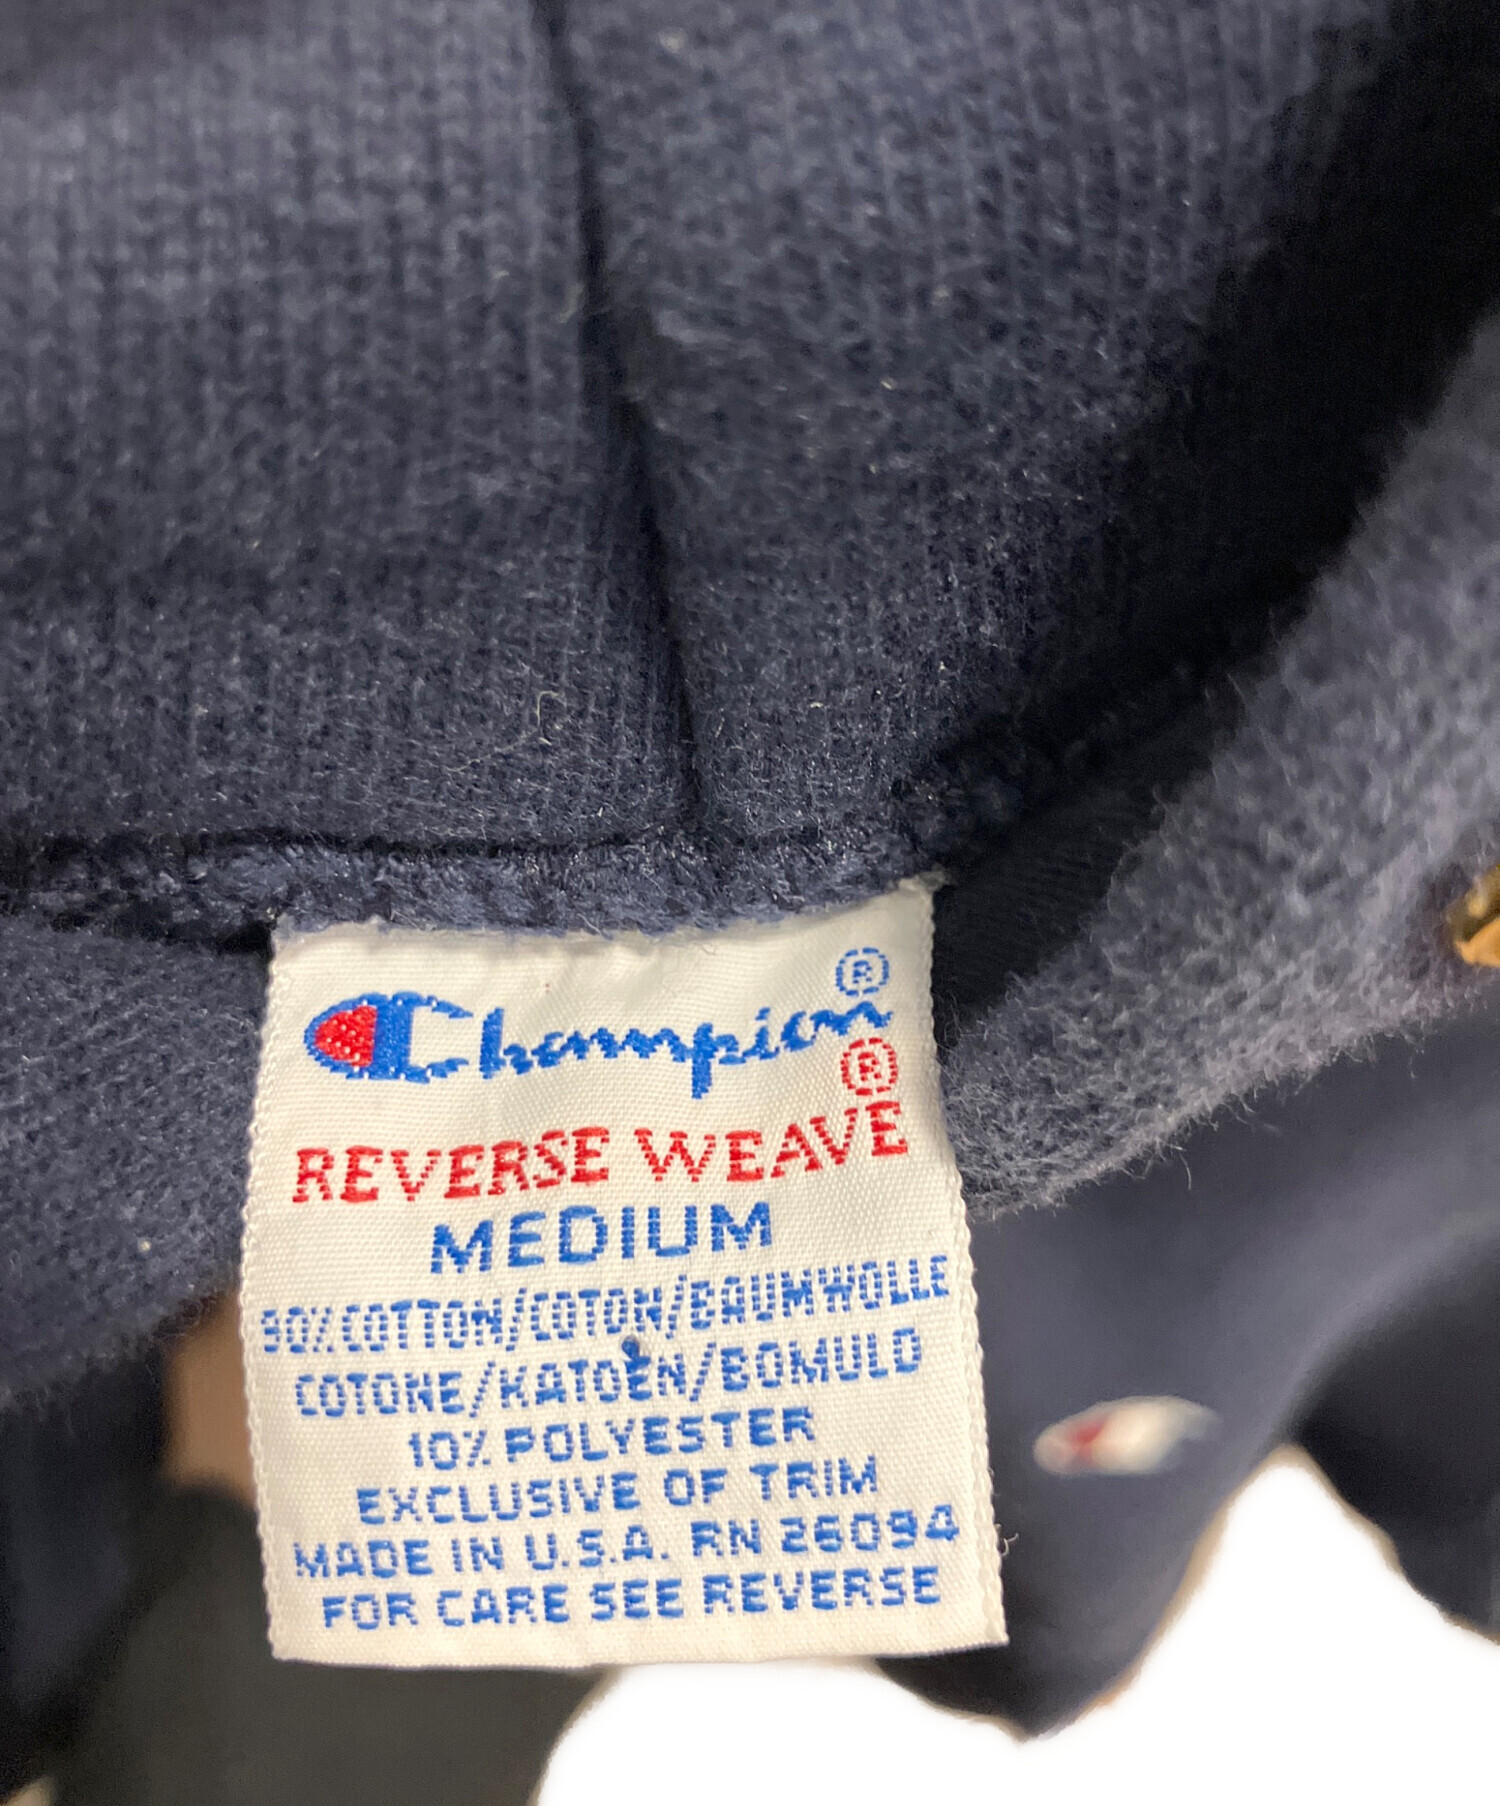 Champion®
REVERSE WEAVE®
MEDIUM
90% COTTON/COTON/BAUMWOLLE
COTONE/KATOEN/BOMULD
10% POLYESTER
EXCLUSIVE OF TRIM
MADE IN U.S.A. RN 26094
FOR CARE SEE REVERSE